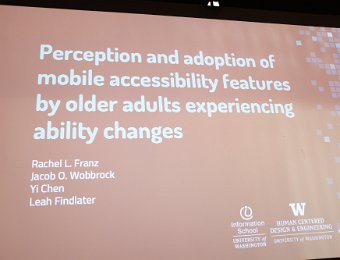 Perception and adoption of
mobile accessibility features
by older adults experiencing
ability changes
Rachel L. Franz
Jacob O. Wobbrock
Yi Chen
Leah Findlater
Information
School
UNIVERSITY of
WASHINGTON
W
HUMAN CENTERED
DESIGN & ENGINEERING
UNIVERSITY of WASHINGTON